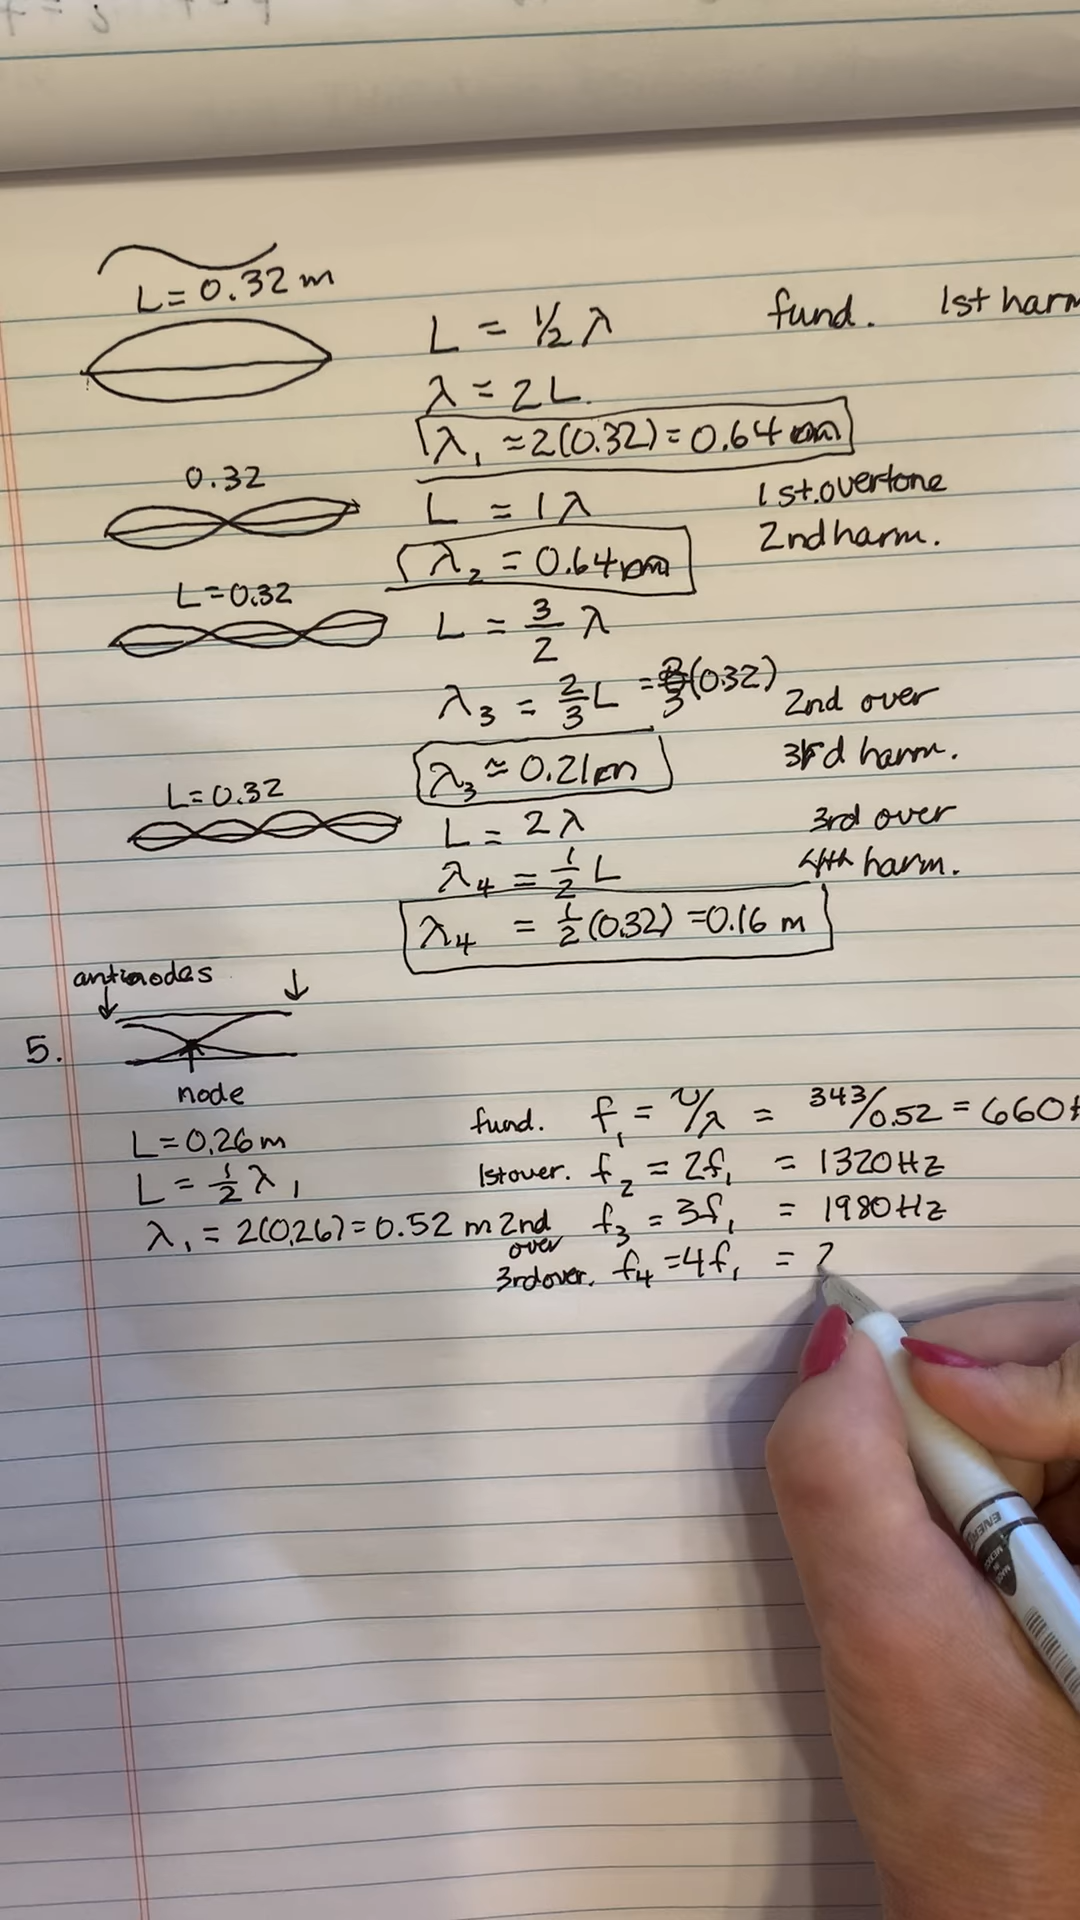 L = 0.32 m
L = 1/2 λ fund. 1st harm
λ = 2L.
λ₁ ≈ 2(0.32) = 0.64 m
0.32
L = 1λ 1st.overtone
λ₂ = 0.64 m 2nd harm.
L = 0.32
L = 3/2 λ
λ₃ = 2/3 L = 2/3 (0.32) 2nd over
λ₃ ≈ 0.21 m 3rd harm.
L = 0.32
L = 2λ 3rd over
λ₄ = 1/2 L 4th harm.
λ₄ = 1/2 (0.32) = 0.16 m
antinodes
5.
node
fund. f₁ = v/λ = 343/0.52 = 660 H
L = 0.26 m
1st over. f₂ = 2f₁ = 1320 Hz
L = 1/2 λ₁
λ₁ = 2(0.26) = 0.52 m
2nd over f₃ = 3f₁ = 1980 Hz
3rd over. f₄ = 4f₁ = 2